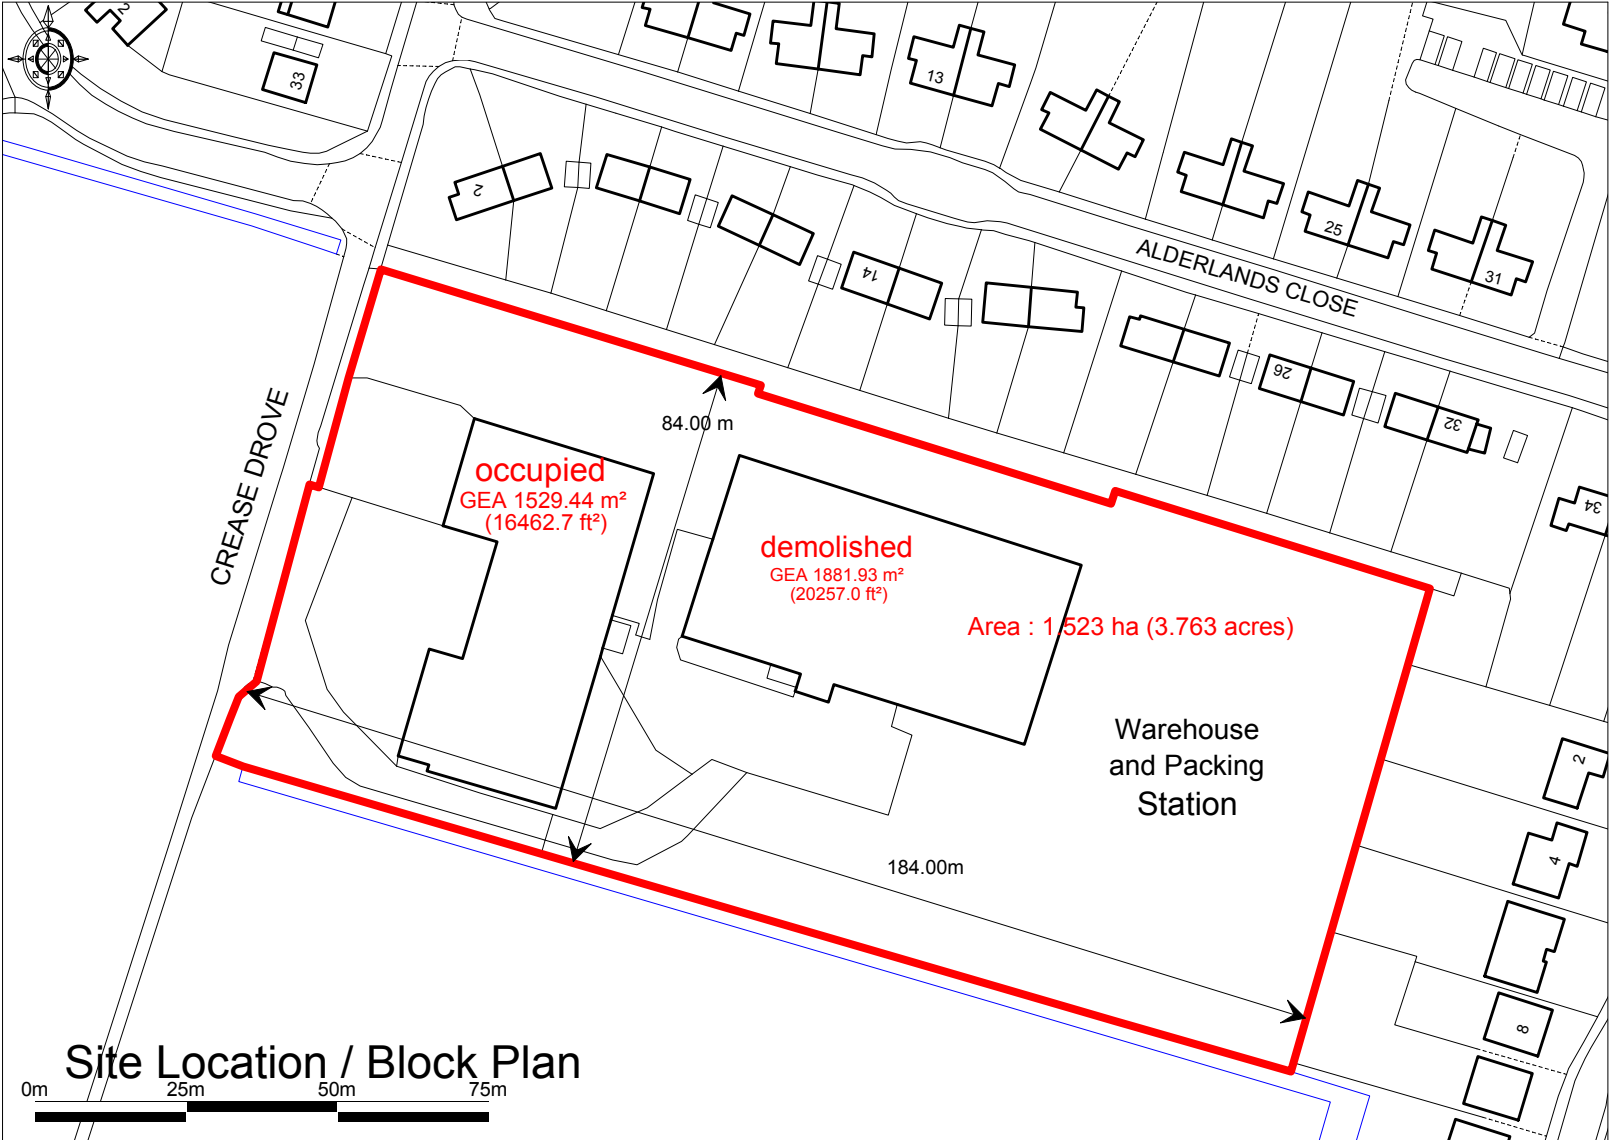 2
33
13
2
14
25
31
ALDERLANDS CLOSE
26
32
34
CREASE DROVE
84.00 m
occupied
GEA 1529.44 m²
(16462.7 ft²)
demolished
GEA 1881.93 m²
(20257.0 ft²)
Area : 1.523 ha (3.763 acres)
Warehouse
and Packing
Station
2
4
8
184.00m
Site Location / Block Plan
0m 25m 50m 75m